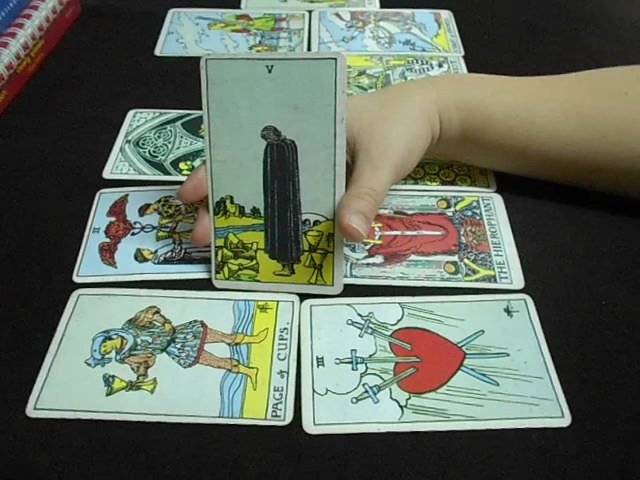 V
II
THE HIEROPHANT
PAGE of CUPS.
III